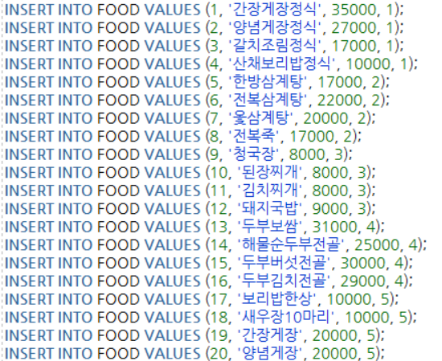 INSERT INTO FOOD VALUES (1, '간장게장정식', 35000, 1);
INSERT INTO FOOD VALUES (2, '양념게장정식', 27000, 1);
INSERT INTO FOOD VALUES (3, '갈치조림정식', 17000, 1);
INSERT INTO FOOD VALUES (4, '산채보리밥정식', 10000, 1);
INSERT INTO FOOD VALUES (5, '한방삼계탕', 17000, 2);
INSERT INTO FOOD VALUES (6, '전복삼계탕', 22000, 2);
INSERT INTO FOOD VALUES (7, '옻삼계탕', 20000, 2);
INSERT INTO FOOD VALUES (8, '전복죽', 17000, 2);
INSERT INTO FOOD VALUES (9, '청국장', 8000, 3);
INSERT INTO FOOD VALUES (10, '된장찌개', 8000, 3);
INSERT INTO FOOD VALUES (11, '김치찌개', 8000, 3);
INSERT INTO FOOD VALUES (12, '돼지국밥', 9000, 3);
INSERT INTO FOOD VALUES (13, '두부보쌈', 31000, 4);
INSERT INTO FOOD VALUES (14, '해물순두부전골', 25000, 4);
INSERT INTO FOOD VALUES (15, '두부버섯전골', 30000, 4);
INSERT INTO FOOD VALUES (16, '두부김치전골', 29000, 4);
INSERT INTO FOOD VALUES (17, '보리밥한상', 10000, 5);
INSERT INTO FOOD VALUES (18, '새우장10마리', 10000, 5);
INSERT INTO FOOD VALUES (19, '간장게장', 20000, 5);
INSERT INTO FOOD VALUES (20, '양념게장', 20000, 5);